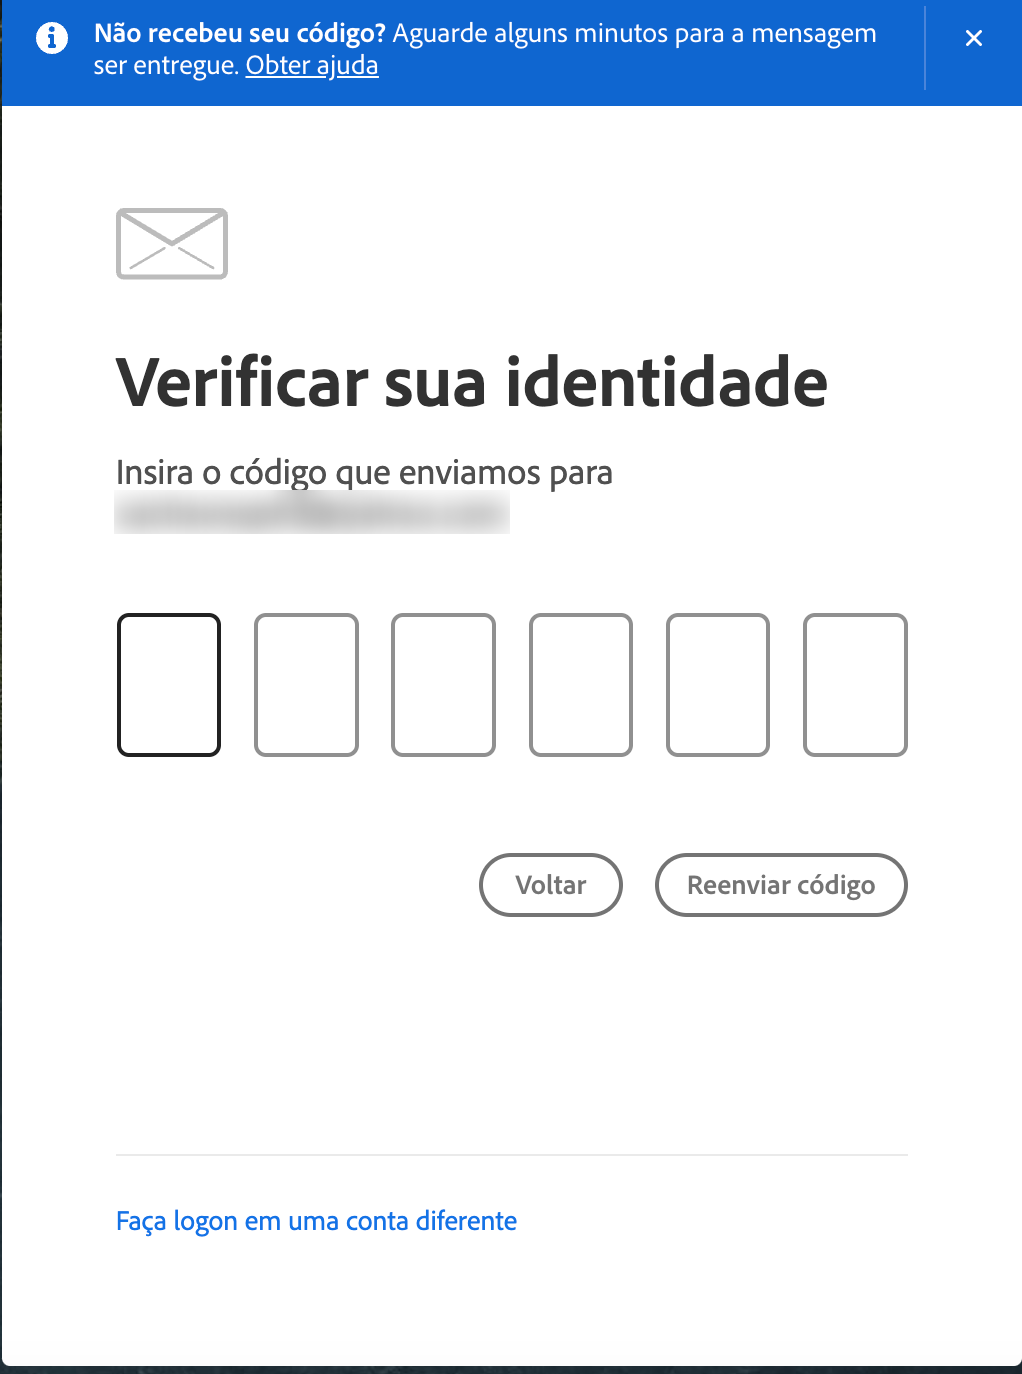 Não recebeu seu código? Aguarde alguns minutos para a mensagem
ser entregue. Obter ajuda
Verificar sua identidade
Insira o código que enviamos para
Voltar
Reenviar código
Faça logon em uma conta diferente